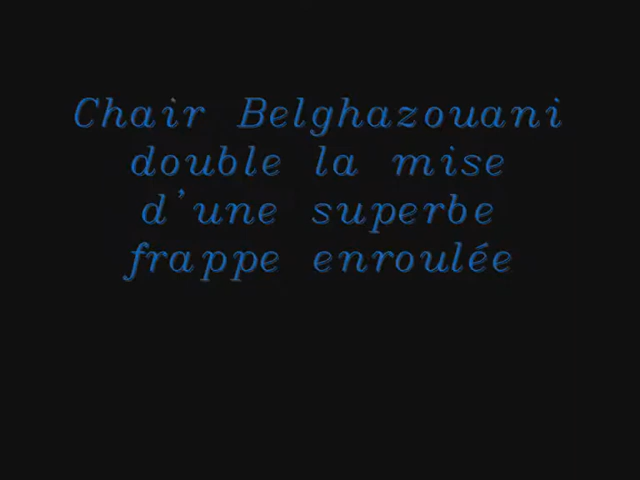 Chair Belghazouani
double la mise
d'une superbe
frappe enroulée